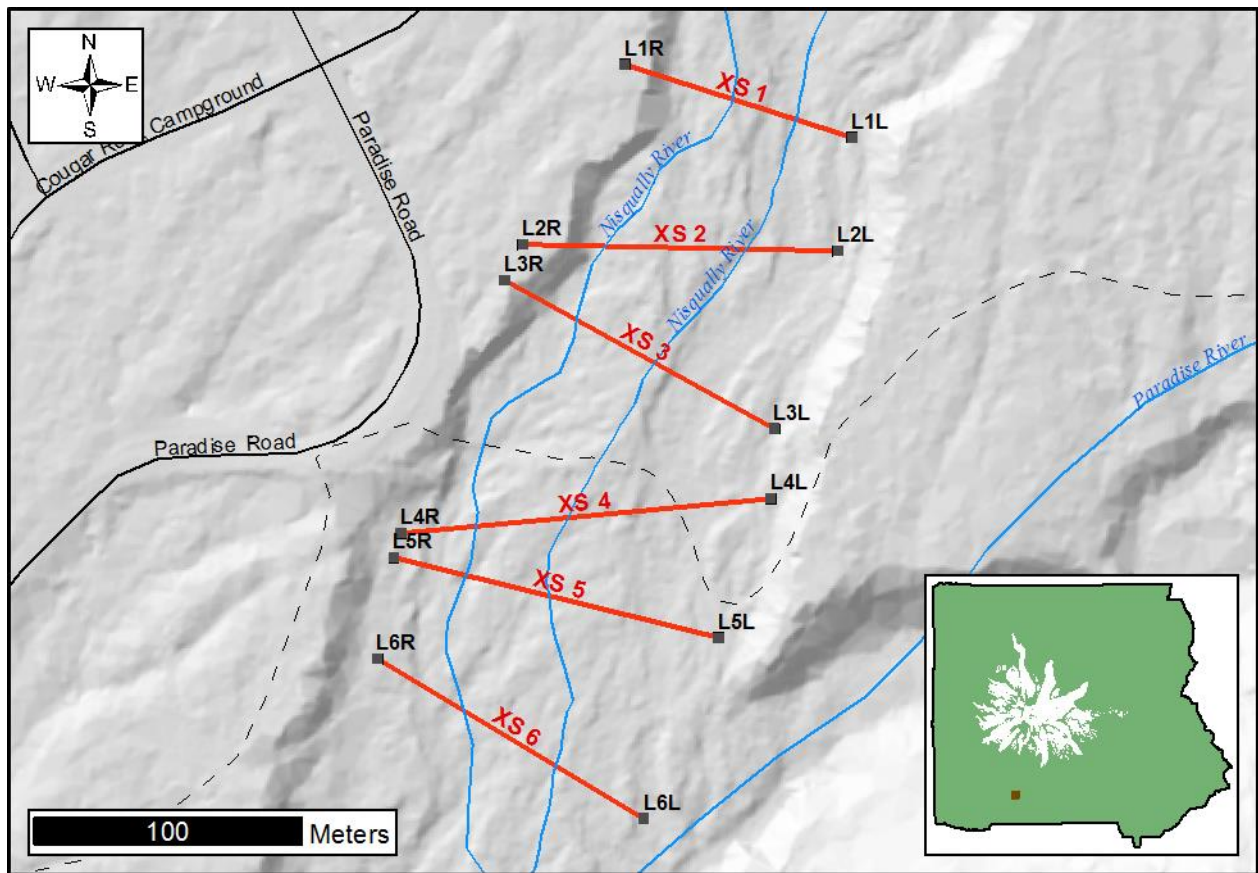 N
W E
S
L1R
XS 1
L1L
Cougar Rock Campground
Paradise Road
Nisqually River
L2R
XS 2
L2L
L3R
Nisqually River
XS 3
L3L
Paradise River
Paradise Road
L4L
XS 4
L4R
L5R
XS 5
L5L
L6R
XS 6
L6L
100 Meters